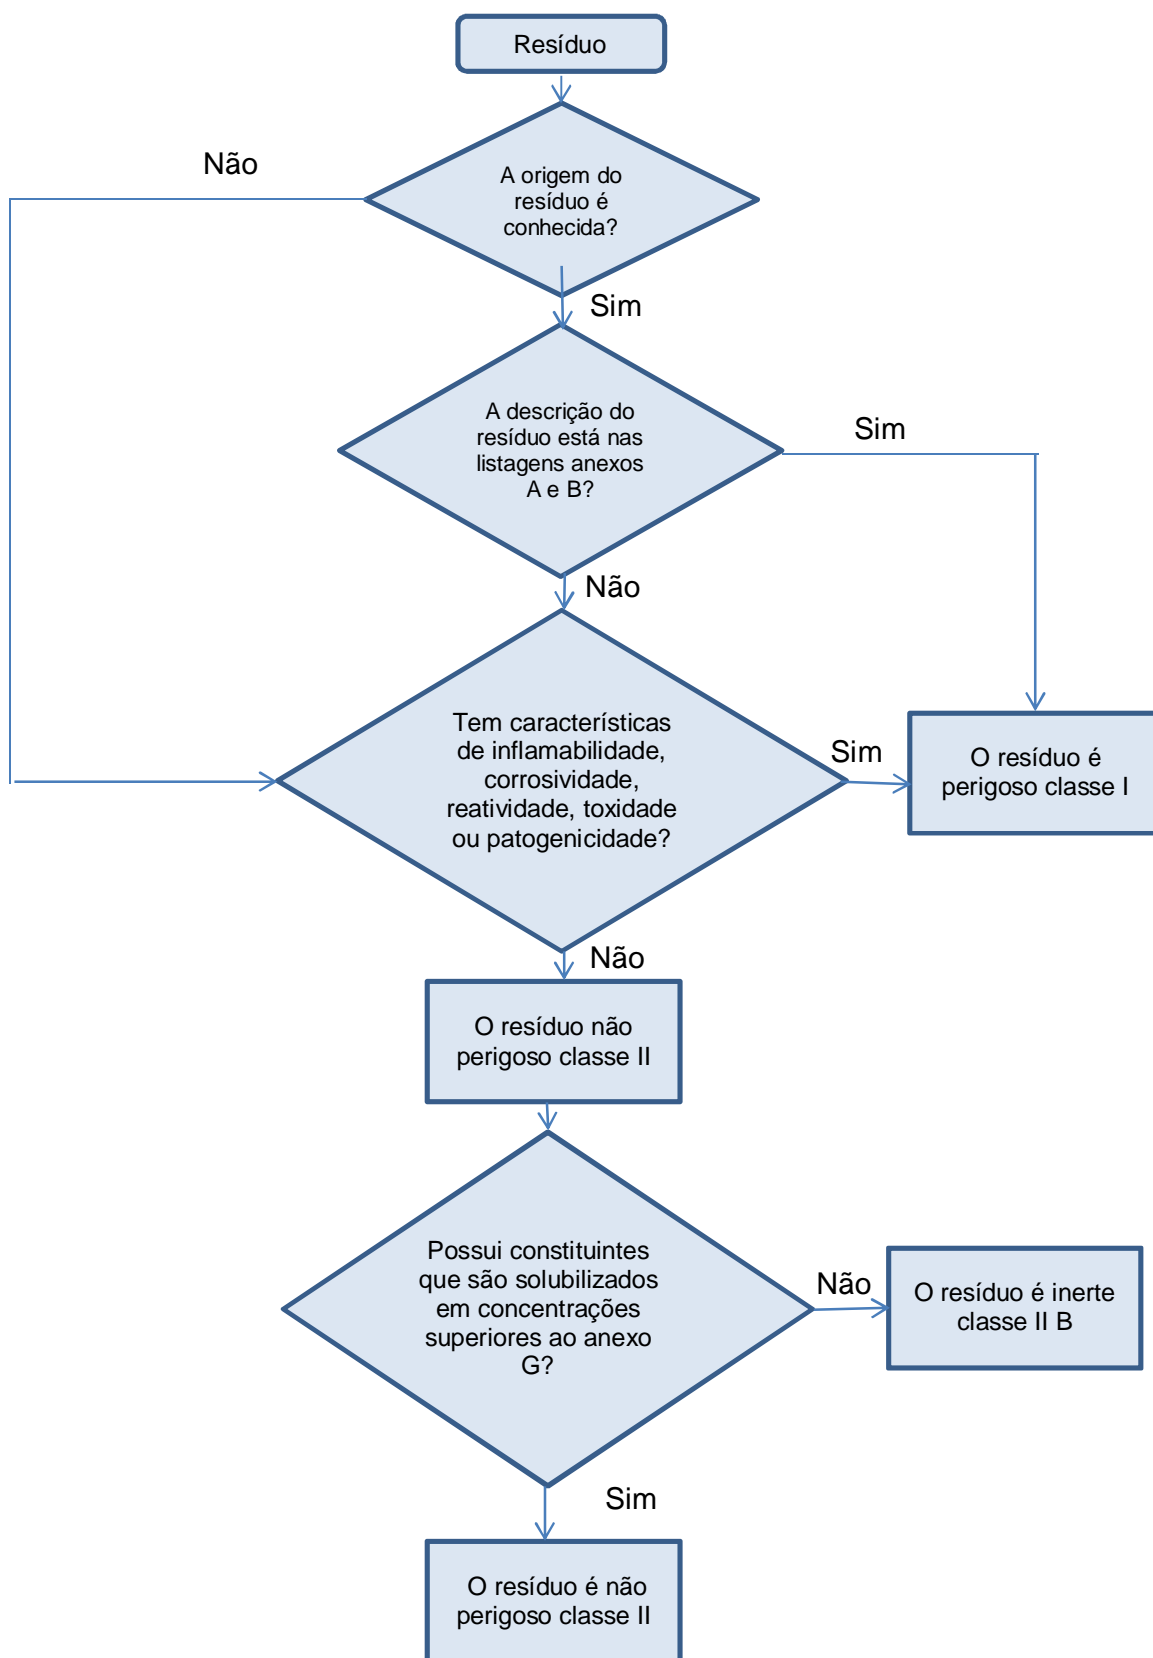 Resíduo
Não
A origem do
resíduo é
conhecida?
Sim
A descrição do
resíduo está nas
listagens anexos
A e B?
Sim
Não
Tem características
de inflamabilidade,
corrosividade,
reatividade, toxidade
ou patogenicidade?
Sim
O resíduo é
perigoso classe I
Não
O resíduo não
perigoso classe II
Possui constituintes
que são solubilizados
em concentrações
superiores ao anexo
G?
Não
O resíduo é inerte
classe II B
Sim
O resíduo é não
perigoso classe II